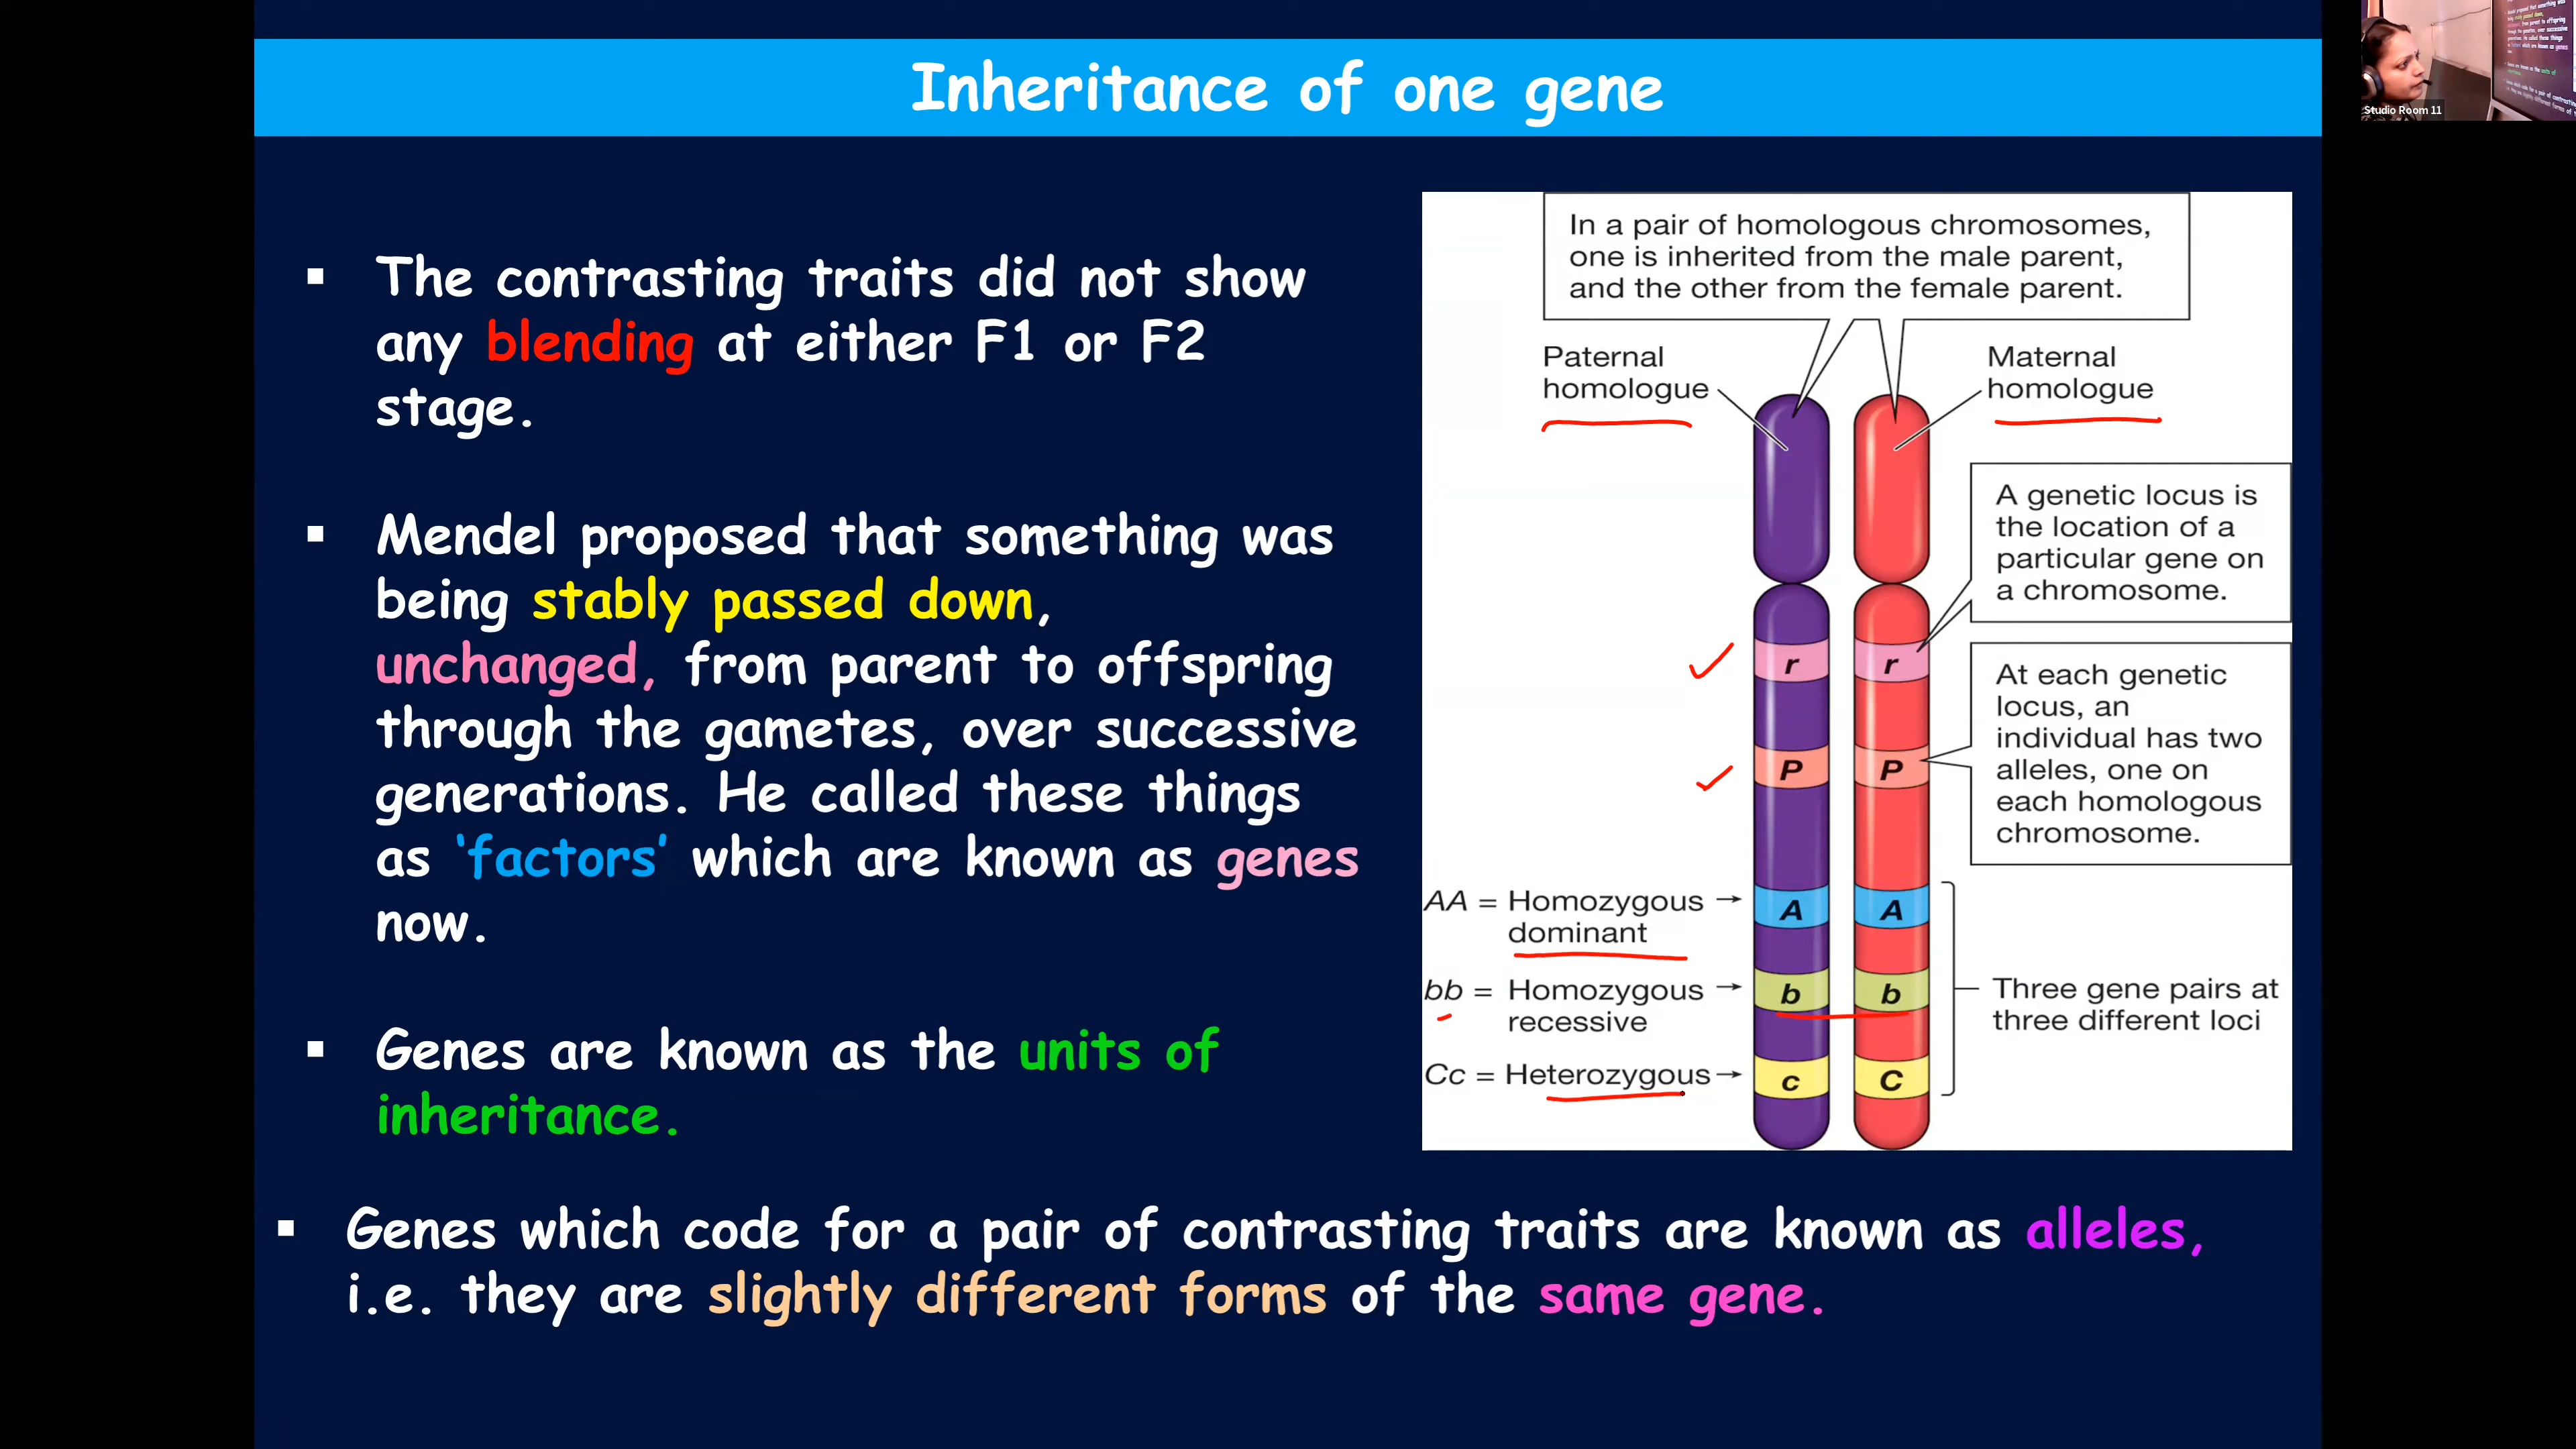 Inheritance of one gene
▪ The contrasting traits did not show
any blending at either F1 or F2
stage.
▪ Mendel proposed that something was
being stably passed down,
unchanged, from parent to offspring
through the gametes, over successive
generations. He called these things
as ‘factors’ which are known as genes
now.
▪ Genes are known as the units of
inheritance.
▪ Genes which code for a pair of contrasting traits are known as alleles,
i.e. they are slightly different forms of the same gene.
In a pair of homologous chromosomes,
one is inherited from the male parent,
and the other from the female parent.
Paternal
homologue
Maternal
homologue
A genetic locus is
the location of a
particular gene on
a chromosome.
r r
At each genetic
locus, an
individual has two
alleles, one on
each homologous
chromosome.
P P
AA = Homozygous
dominant
A A
bb = Homozygous
recessive
b b
Three gene pairs at
three different loci
Cc = Heterozygous
c C
Studio Room 11